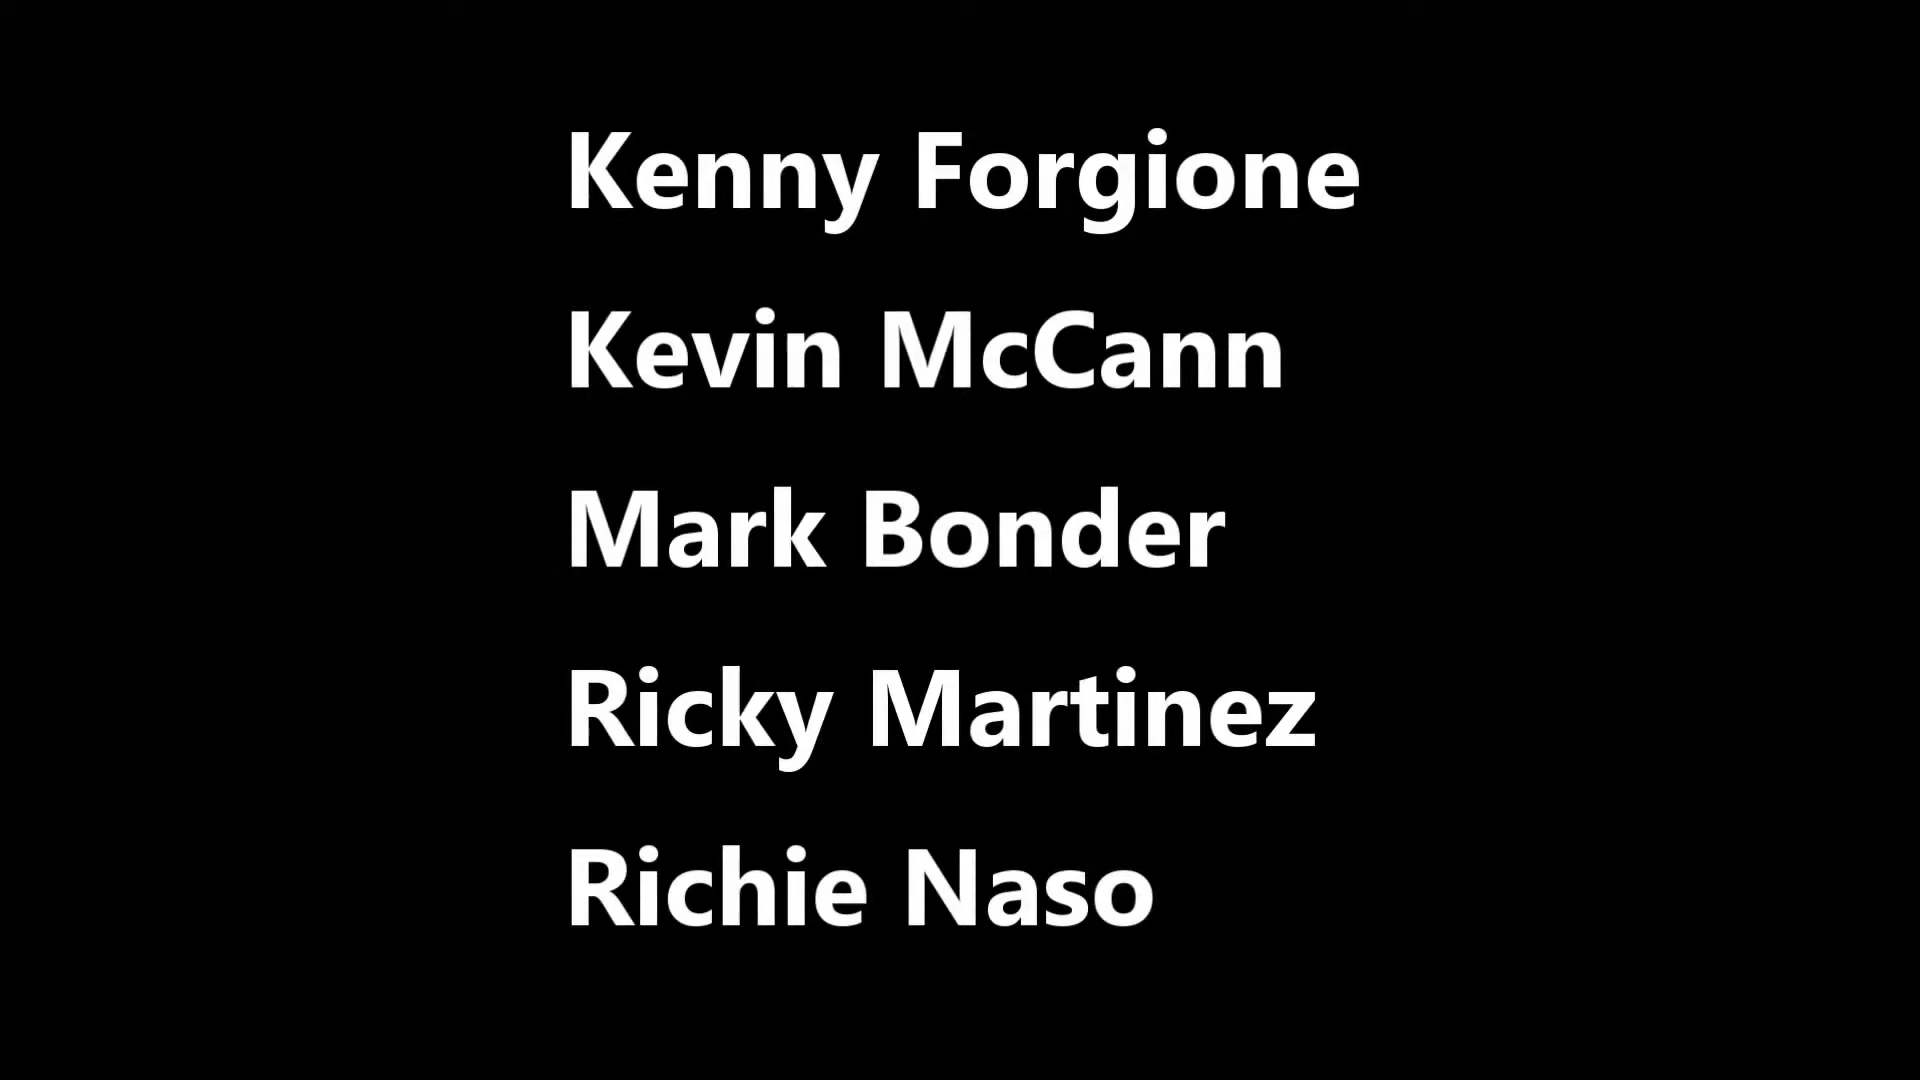 Kenny Forgione
Kevin McCann
Mark Bonder
Ricky Martinez
Richie Naso